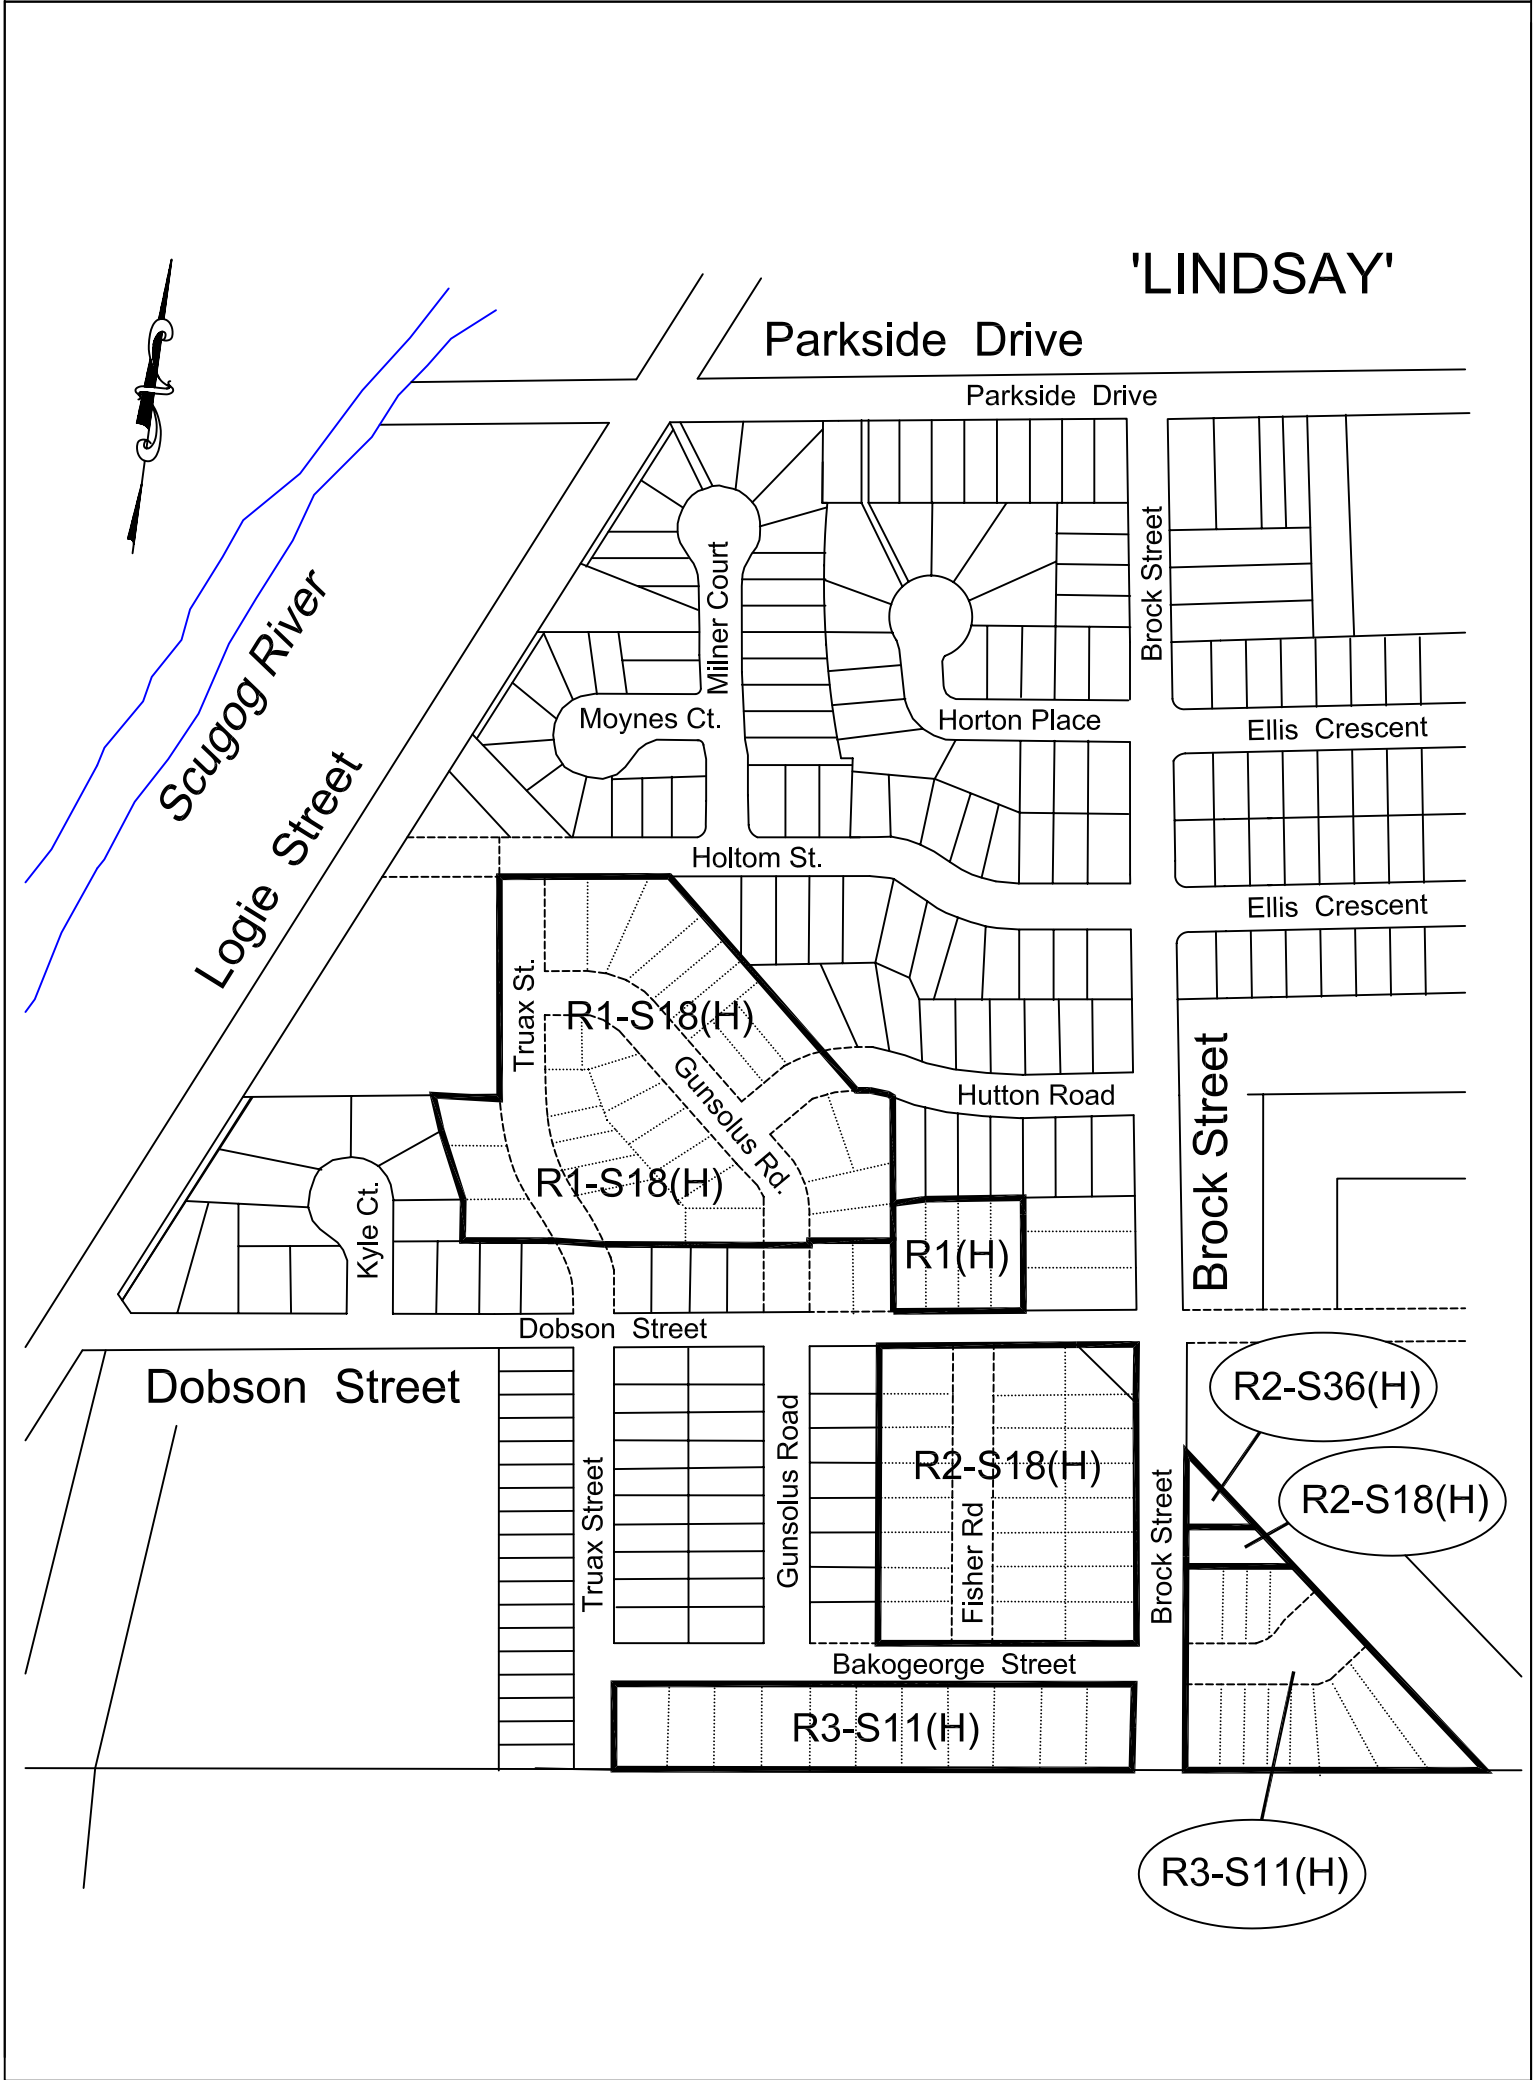 'LINDSAY'
Parkside Drive
Parkside Drive
Brock Street
Milner Court
Scugog River
Moynes Ct.
Horton Place
Ellis Crescent
Logie Street
Holtom St.
Ellis Crescent
Truax St.
R1-S18(H)
Gunsolus Rd.
Hutton Road
Brock Street
R1-S18(H)
Kyle Ct.
R1(H)
Dobson Street
Dobson Street
R2-S36(H)
Gunsolus Road
R2-S18(H)
R2-S18(H)
Truax Street
Fisher Rd
Brock Street
Bakogeorge Street
R3-S11(H)
R3-S11(H)